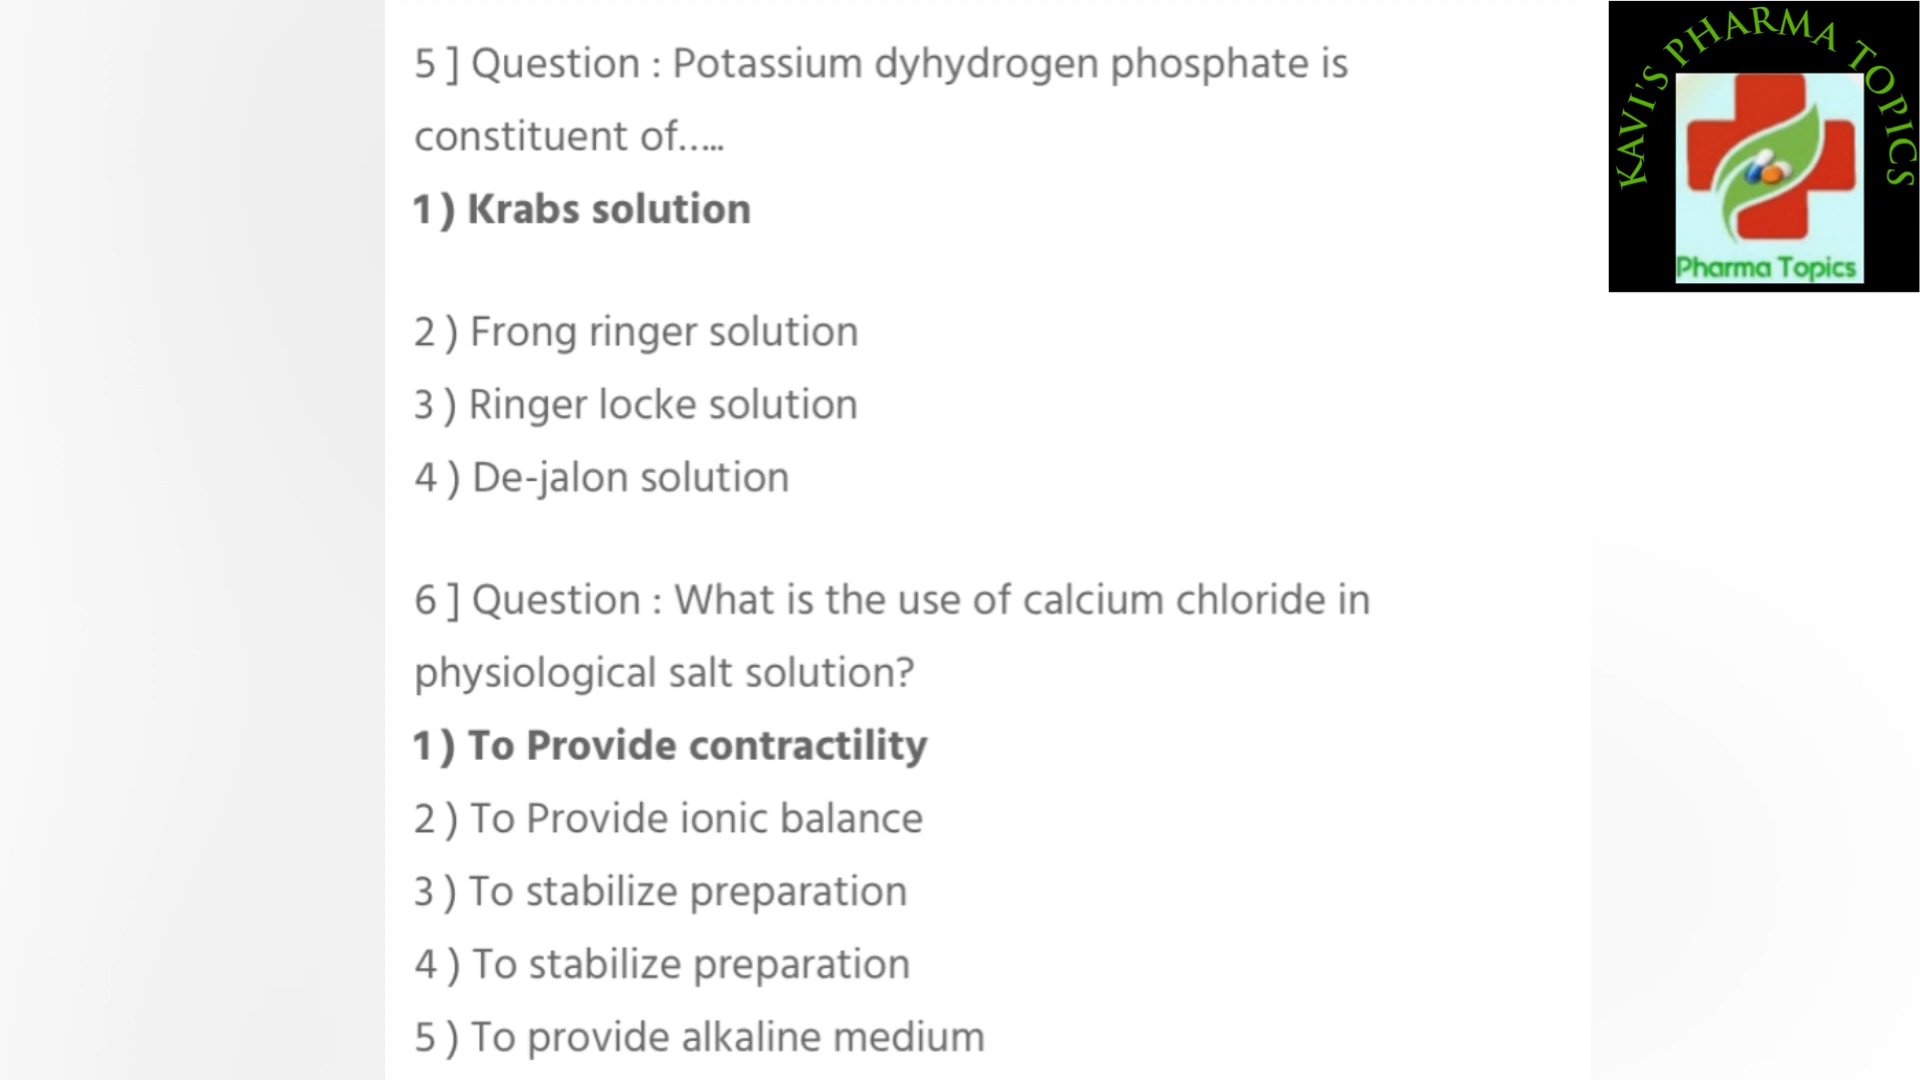 5 ] Question : Potassium dyhydrogen phosphate is
constituent of…..
1 ) Krabs solution
2 ) Frong ringer solution
3 ) Ringer locke solution
4 ) De-jalon solution
6 ] Question : What is the use of calcium chloride in
physiological salt solution?
1 ) To Provide contractility
2 ) To Provide ionic balance
3 ) To stabilize preparation
4 ) To stabilize preparation
5 ) To provide alkaline medium
KAVI'S PHARMA TOPICS
Pharma Topics